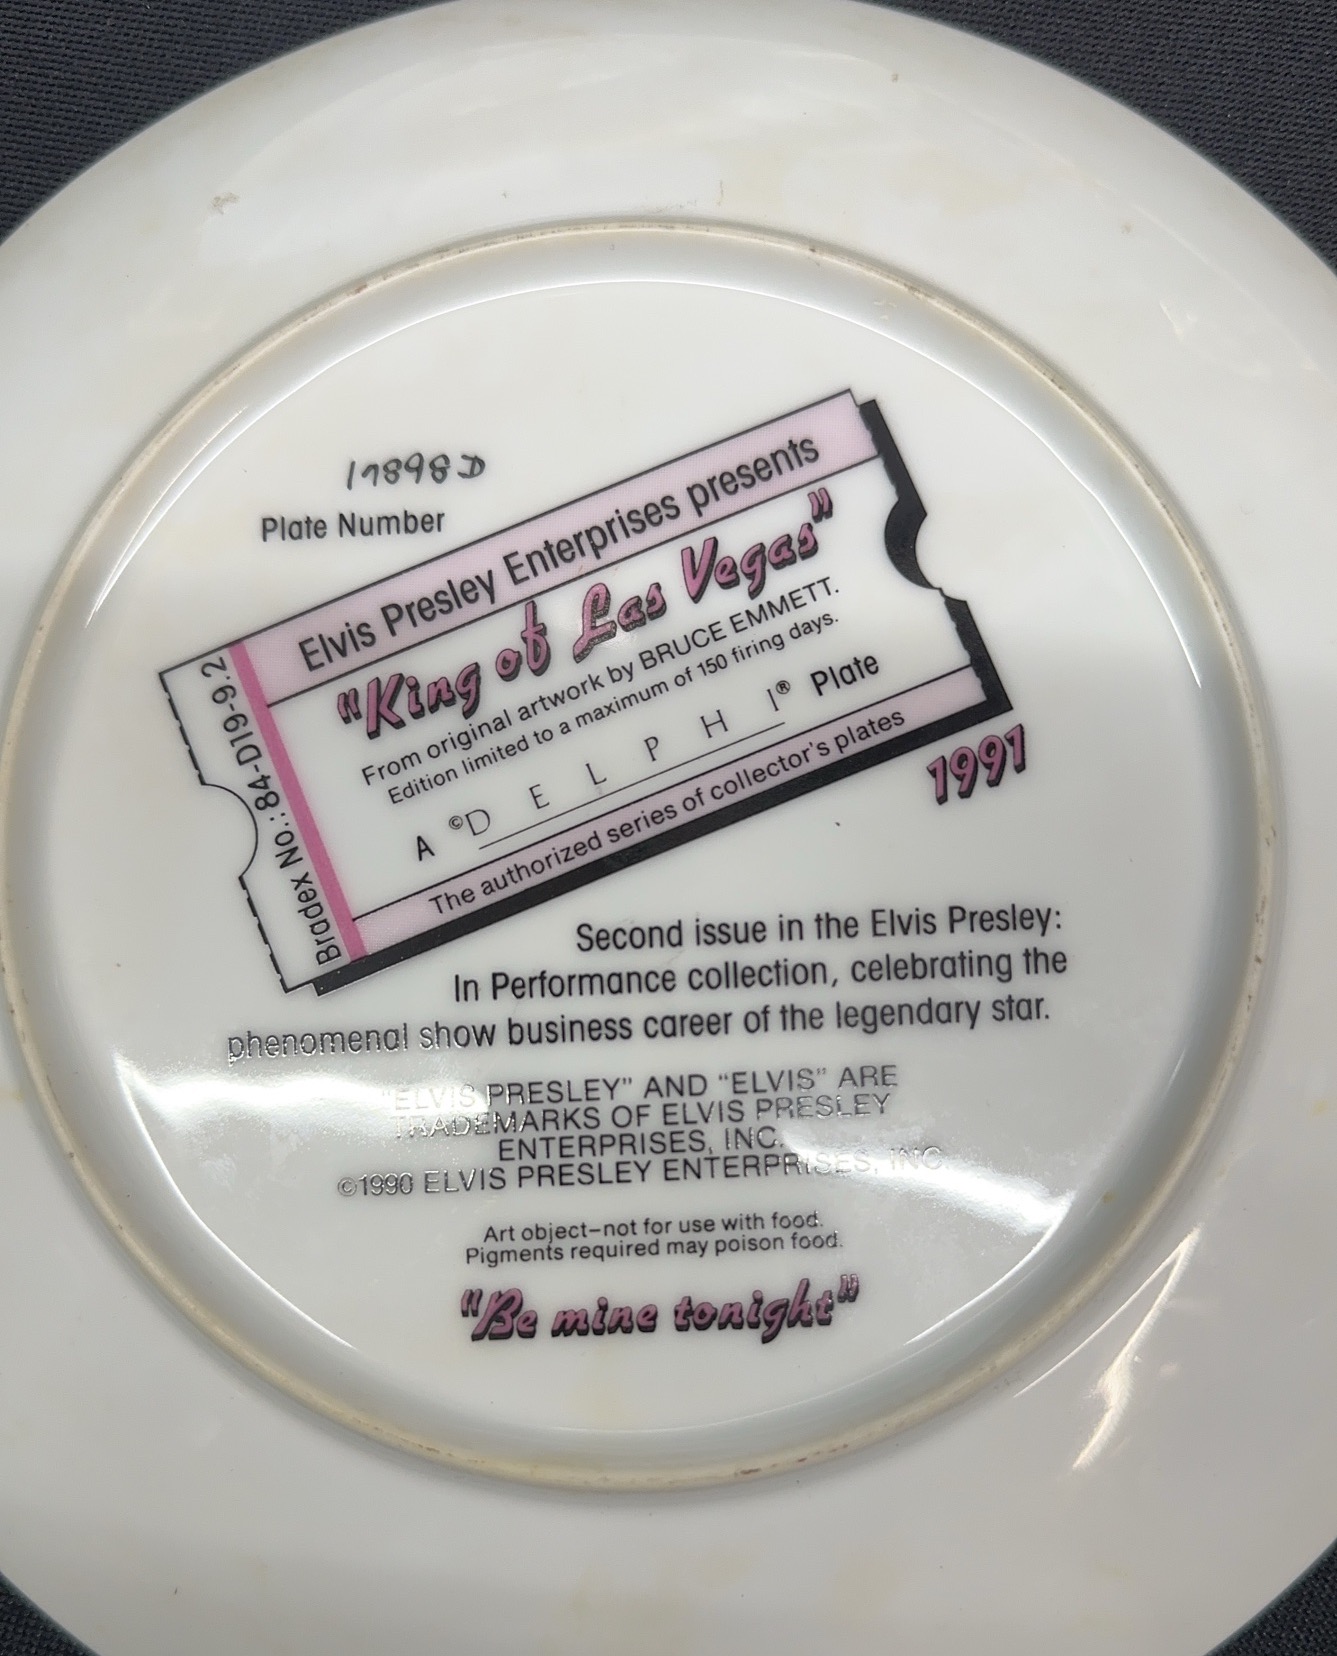 17898D
Plate Number
Elvis Presley Enterprises presents
"King of Las Vegas"
From original artwork by BRUCE EMMETT.
Edition limited to a maximum of 150 firing days.
A ©DELPHI® Plate
The authorized series of collector's plates
Bradex No.: 84-D19-9.2
1991
Second issue in the Elvis Presley:
In Performance collection, celebrating the
phenomenal show business career of the legendary star.
"ELVIS PRESLEY" AND "ELVIS" ARE
TRADEMARKS OF ELVIS PRESLEY
ENTERPRISES, INC.
©1990 ELVIS PRESLEY ENTERPRISES, INC.
Art object–not for use with food.
Pigments required may poison food.
"Be mine tonight"